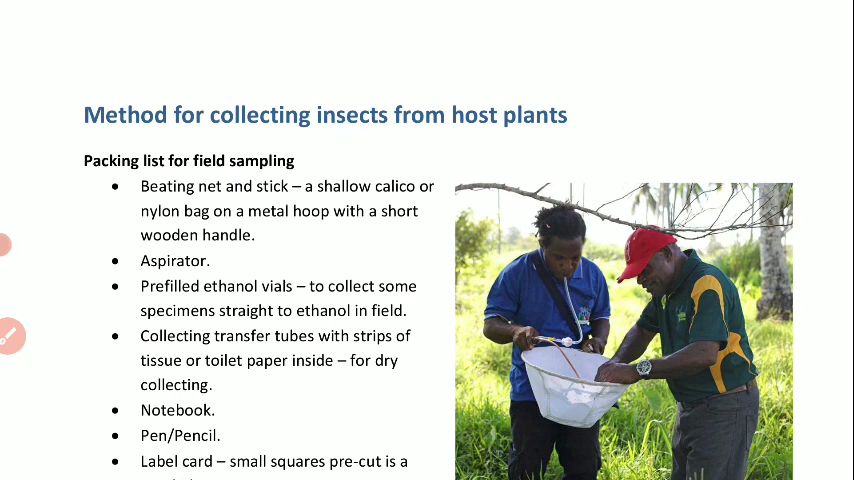 Method for collecting insects from host plants
Packing list for field sampling
• Beating net and stick – a shallow calico or
nylon bag on a metal hoop with a short
wooden handle.
• Aspirator.
• Prefilled ethanol vials – to collect some
specimens straight to ethanol in field.
• Collecting transfer tubes with strips of
tissue or toilet paper inside – for dry
collecting.
• Notebook.
• Pen/Pencil.
• Label card – small squares pre-cut is a